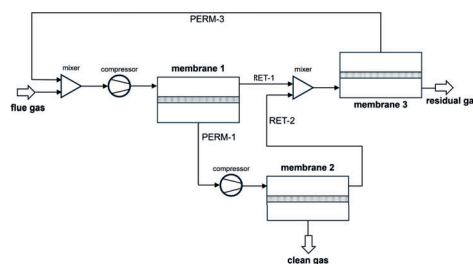 PERM-3
mixer
compressor
membrane 1
RET-1
mixer
flue gas
membrane 3
residual ga
RET-2
PERM-1
compressor
membrane 2
clean gas